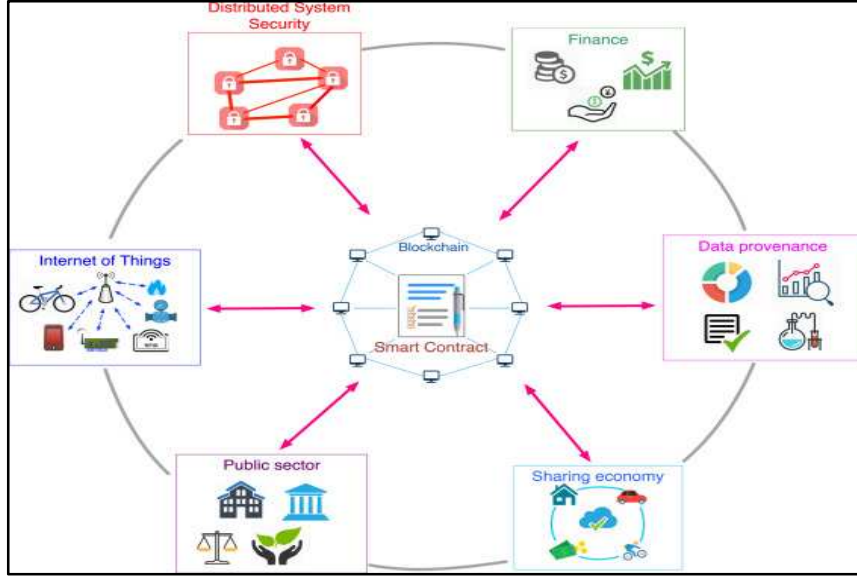 Distributed System
Security
Finance
Internet of Things
Blockchain
Smart Contract
Data provenance
Public sector
Sharing economy